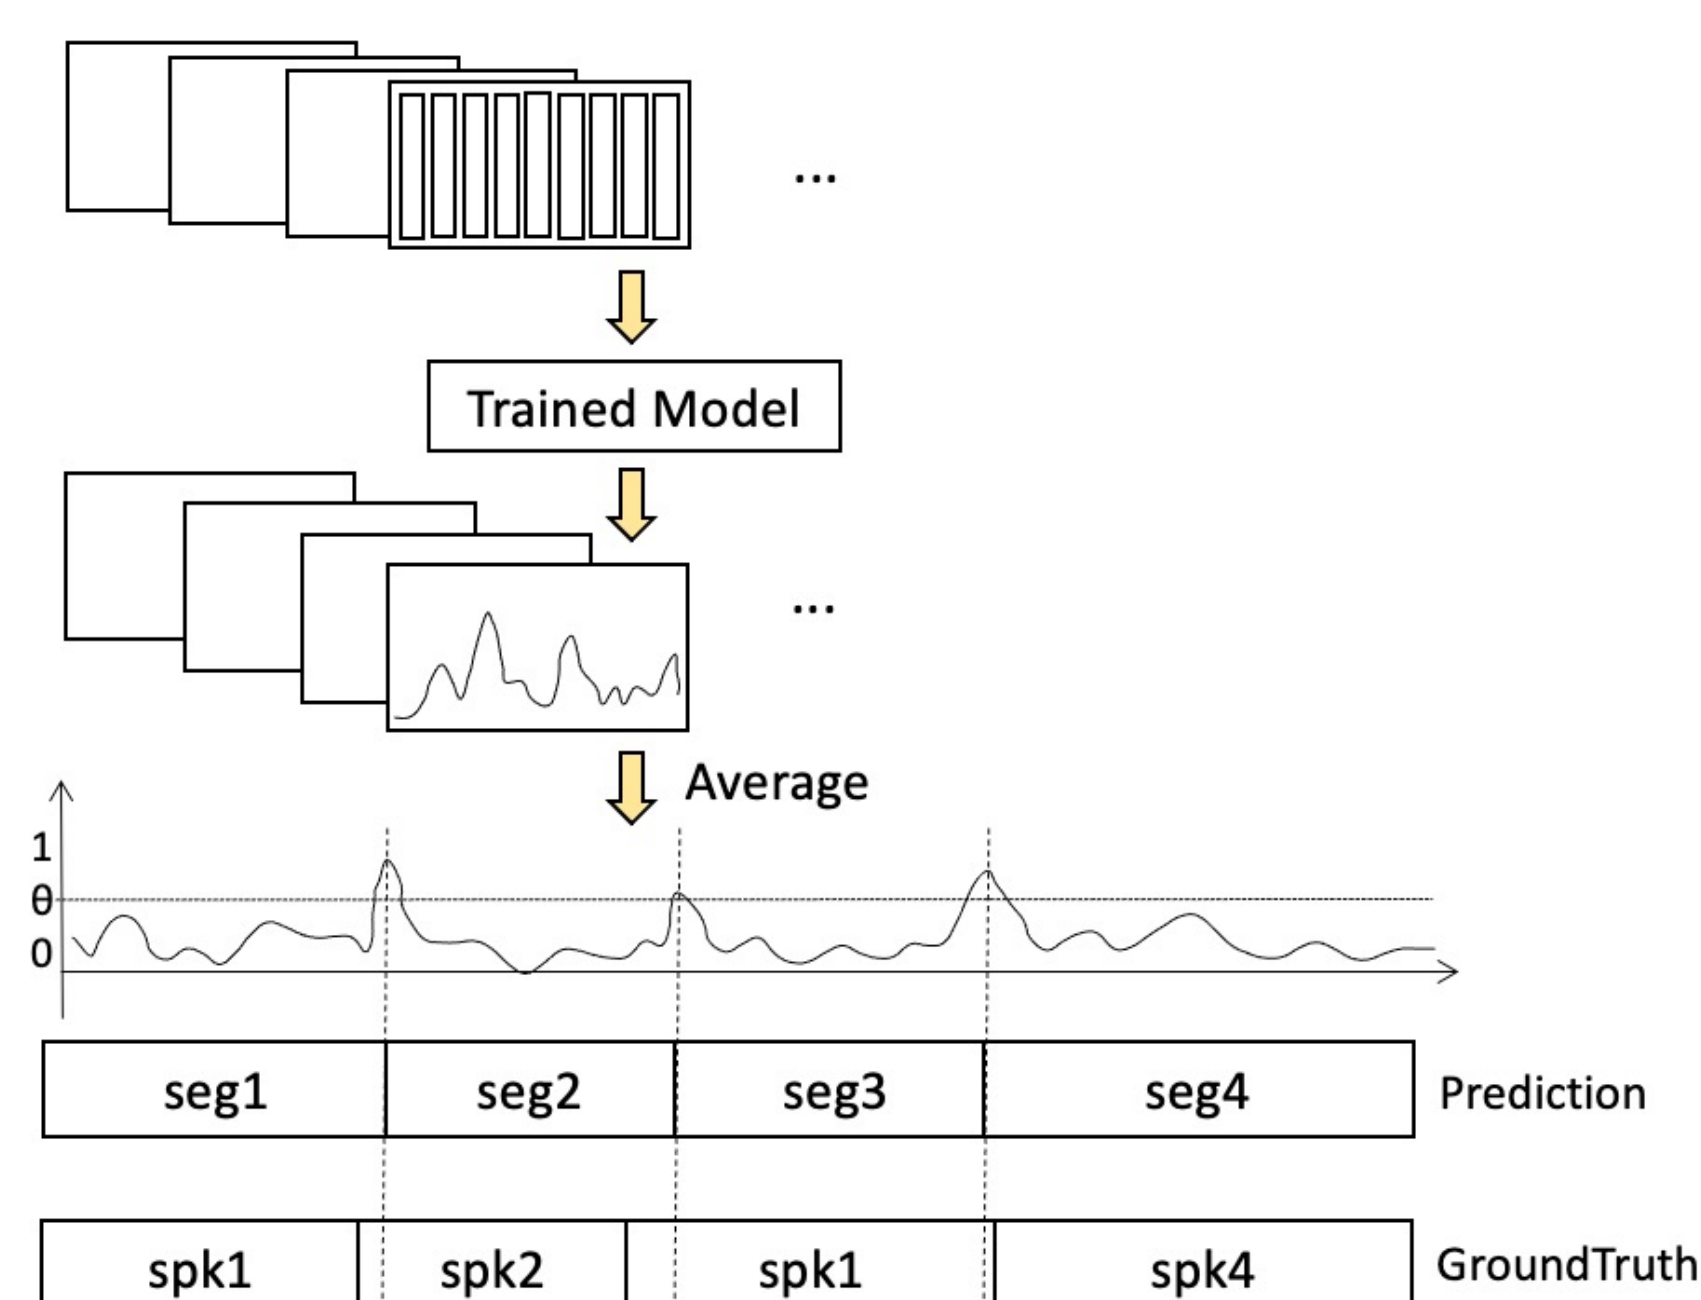 ...
Trained Model
...
Average
1
θ
0
seg1 seg2 seg3 seg4 Prediction
spk1 spk2 spk1 spk4 GroundTruth